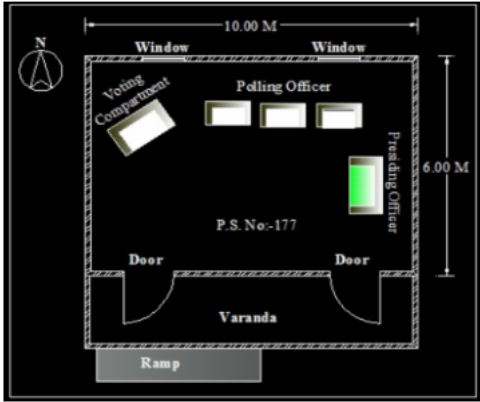 10.00 M
N
Window
Window
Voting
Compartment
Polling Officer
Presiding Officer
6.00 M
P.S. No:-177
Door
Door
Varanda
Ramp